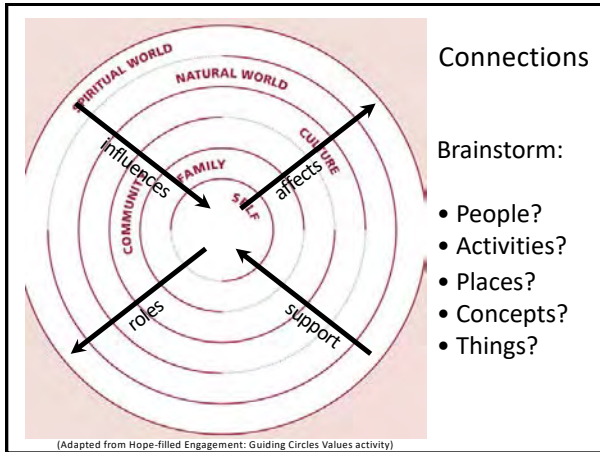 Connections
SPIRITUAL WORLD
NATURAL WORLD
CULTURE
COMMUNITY
FAMILY
SELF
influences
affects
roles
support
Brainstorm:
• People?
• Activities?
• Places?
• Concepts?
• Things?
(Adapted from Hope-filled Engagement: Guiding Circles Values activity)